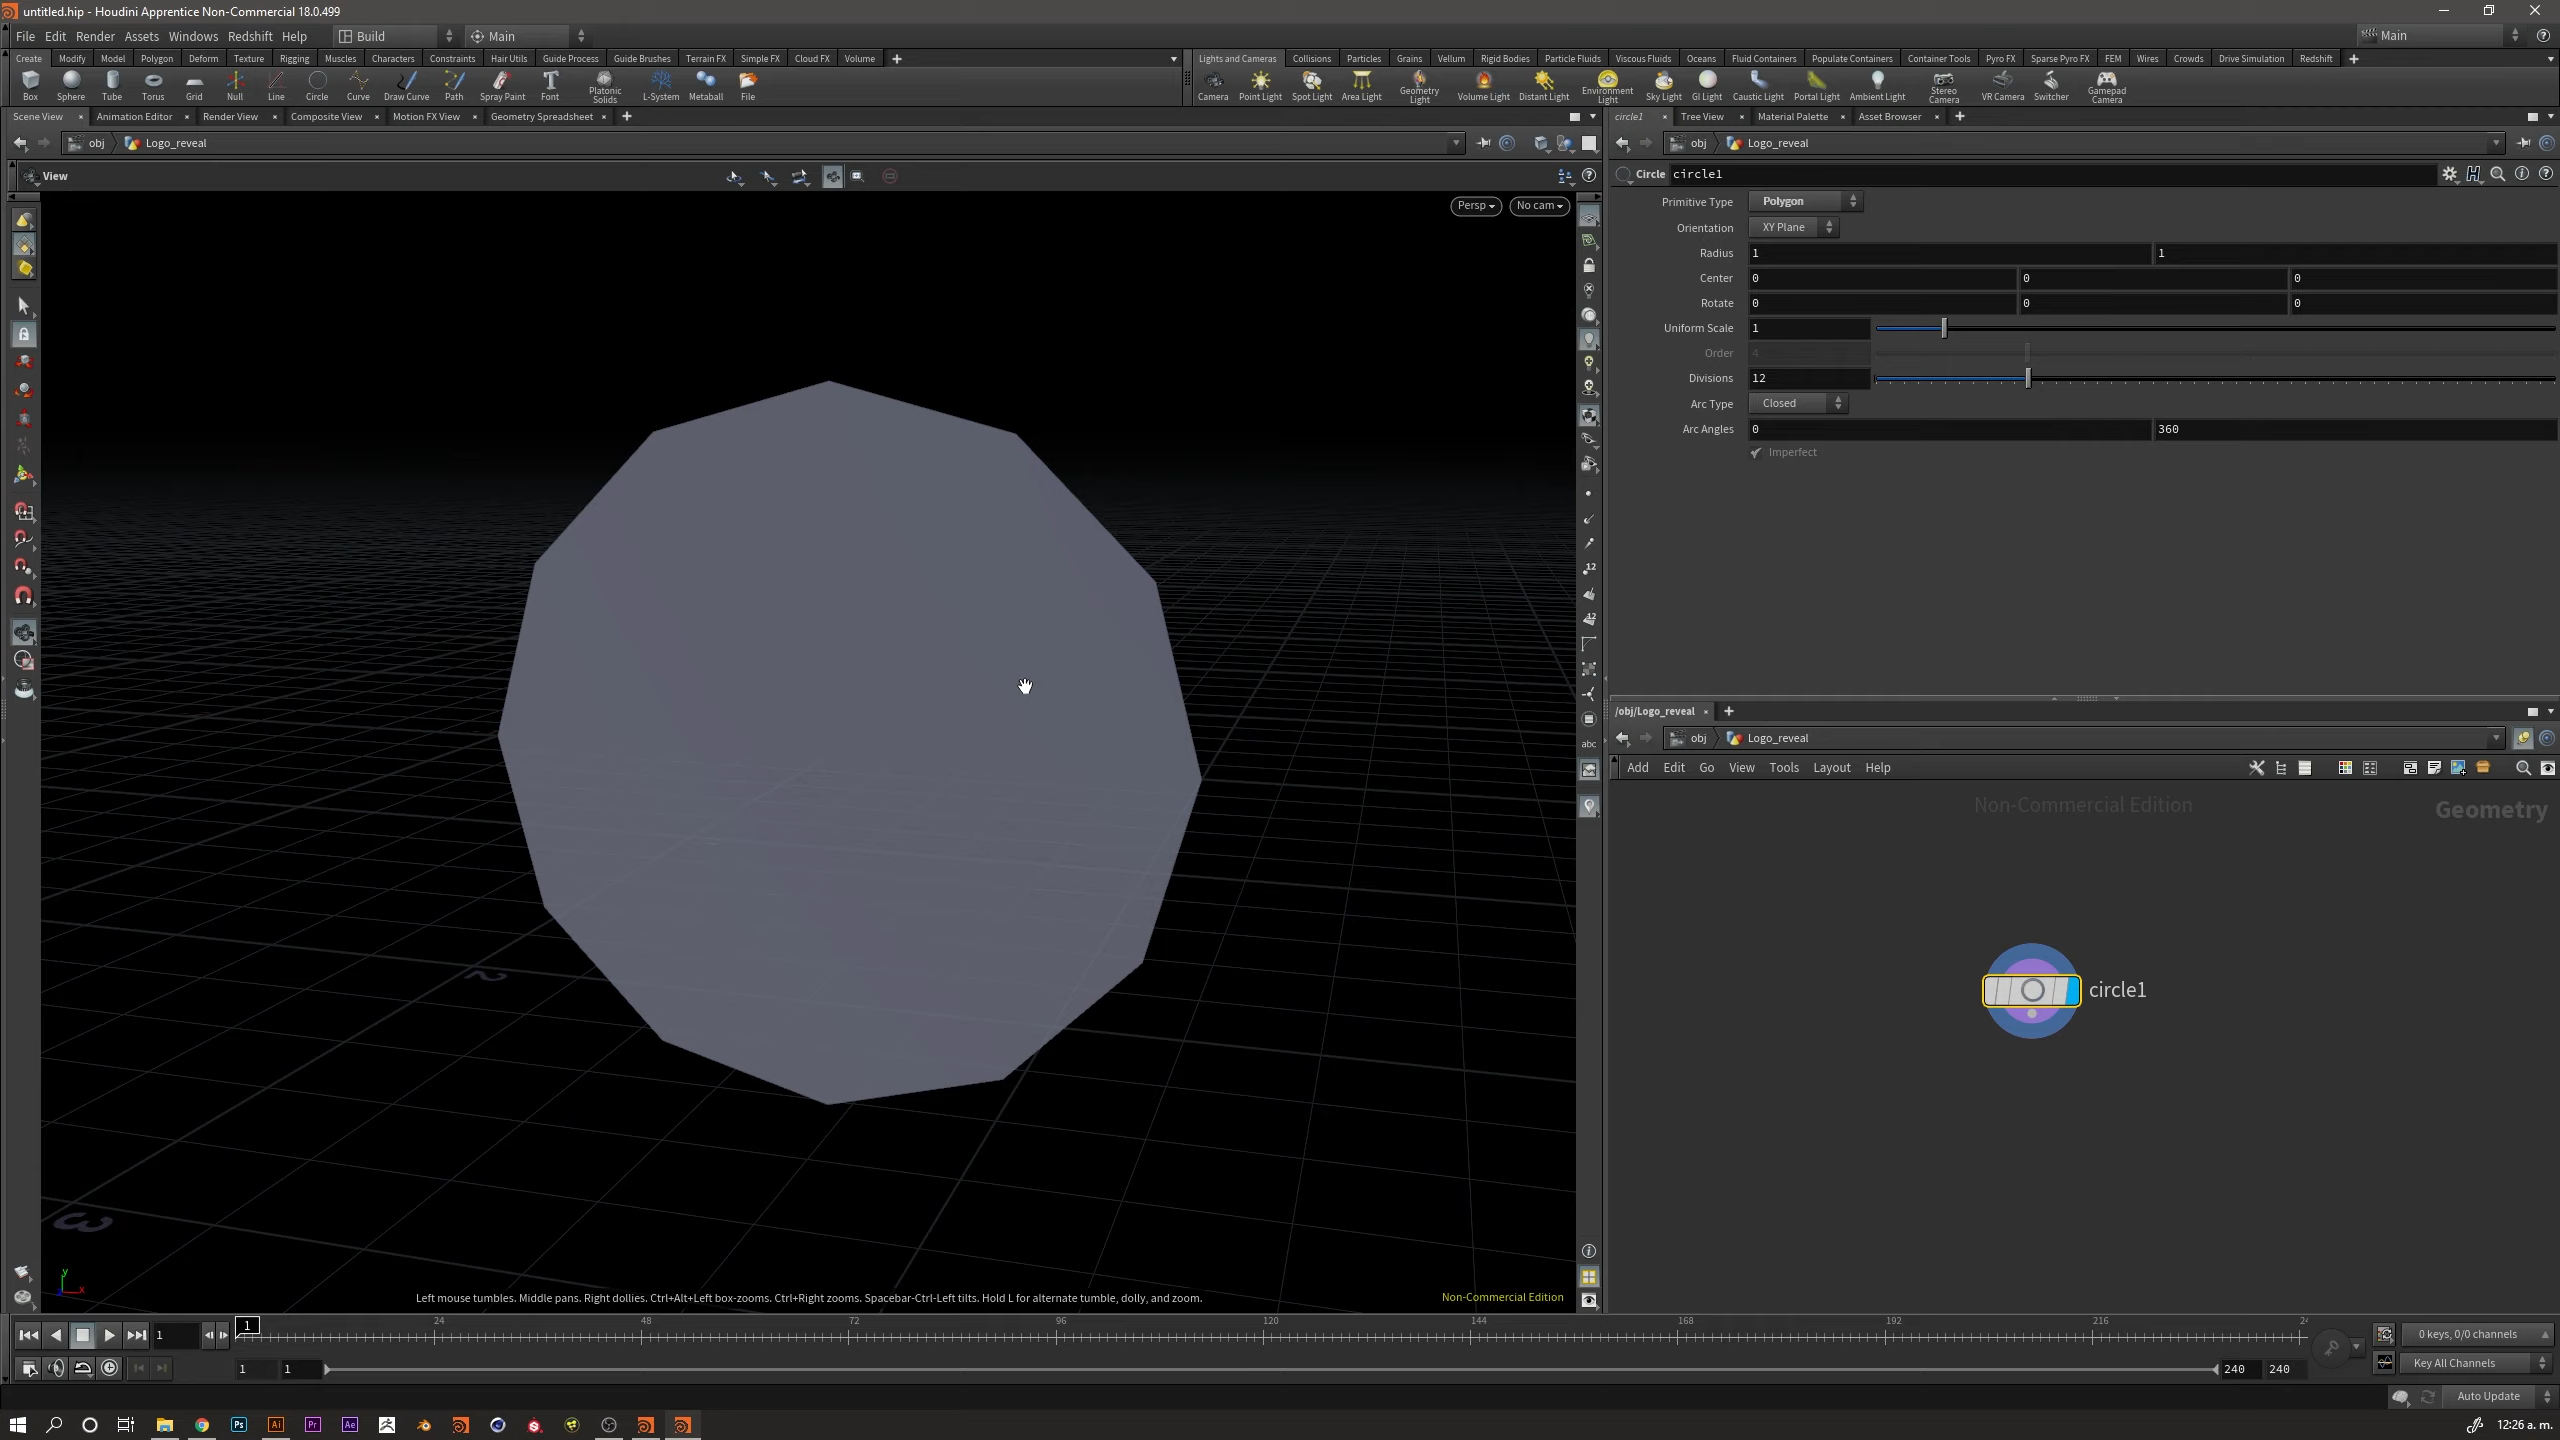 untitled.hip - Houdini Apprentice Non-Commercial 18.0.499
File Edit Render Assets Windows Redshift Help Build Main Main
Create Modify Model Polygon Deform Texture Rigging Muscles Characters Constraints Hair Utils Guide Process Guide Brushes Terrain FX Simple FX Cloud FX Volume
Lights and Cameras Collisions Particles Grains Vellum Rigid Bodies Particle Fluids Viscous Fluids Oceans Fluid Containers Populate Containers Container Tools Pyro FX Sparse Pyro FX FEM Wires Crowds Drive Simulation Redshift
Box Sphere Tube Torus Grid Null Line Circle Curve Draw Curve Path Spray Paint Font Platonic Solids L-System Metaball File
Camera Point Light Spot Light Area Light Geometry Light Volume Light Distant Light Environment Light Sky Light GI Light Caustic Light Portal Light Ambient Light Stereo Camera VR Camera Switcher Gamepad Camera
Scene View Animation Editor Render View Composite View Motion FX View Geometry Spreadsheet
circle1 Tree View Material Palette Asset Browser
obj Logo_reveal
obj Logo_reveal
View
Circle circle1
Persp No cam
Primitive Type Polygon
Orientation XY Plane
Radius 1 1
Center 0 0 0
Rotate 0 0 0
Uniform Scale 1
Order 4
Divisions 12
Arc Type Closed
Arc Angles 0 360
Imperfect
12
12
abc
2
3
y
x
/obj/Logo_reveal
obj Logo_reveal
Add Edit Go View Tools Layout Help
Non-Commercial Edition
Geometry
circle1
Left mouse tumbles. Middle pans. Right dollies. Ctrl+Alt+Left box-zooms. Ctrl+Right zooms. Spacebar-Ctrl-Left tilts. Hold L for alternate tumble, dolly, and zoom.
Non-Commercial Edition
1 1 24 48 72 96 120 144 168 192 216
0 keys, 0/0 channels
1 1 240 240
Key All Channels
Auto Update
Ps Ai Pr Ae
12:26 a. m.